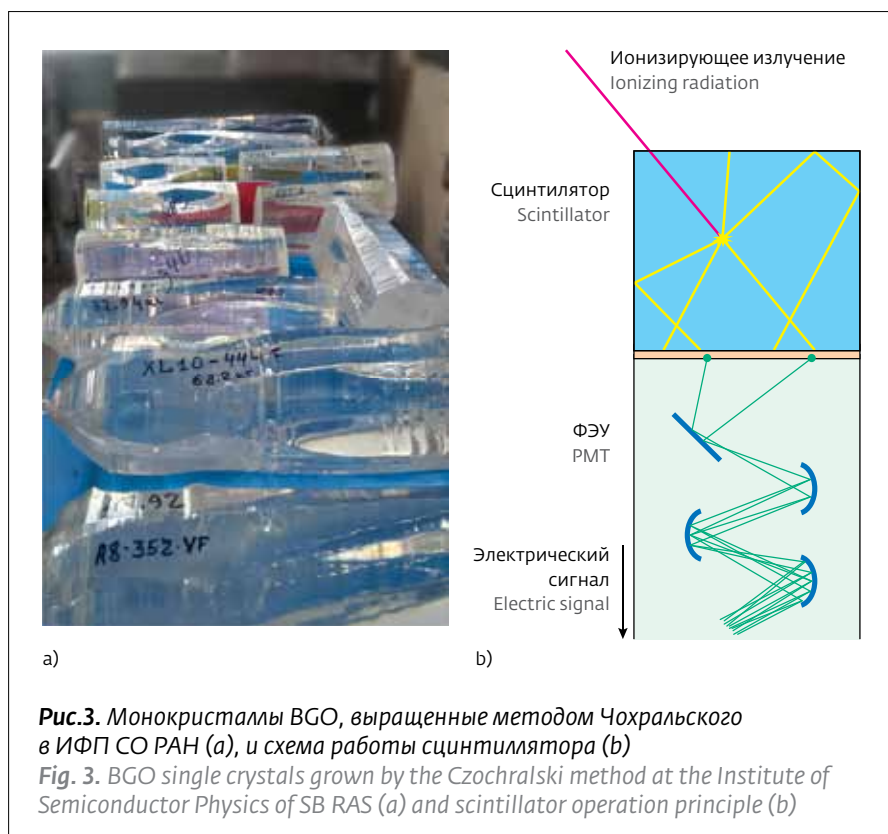 Ионизирующее излучение
Ionizing radiation
Сцинтилятор
Scintillator
ФЭУ
PMT
Электрический
сигнал
Electric signal
XL10-44
A8-352-VF
a)
b)
Рис.3. Монокристаллы BGO, выращенные методом Чохральского
в ИФП СО РАН (a), и схема работы сцинтиллятора (b)
Fig. 3. BGO single crystals grown by the Czochralski method at the Institute of
Semiconductor Physics of SB RAS (a) and scintillator operation principle (b)